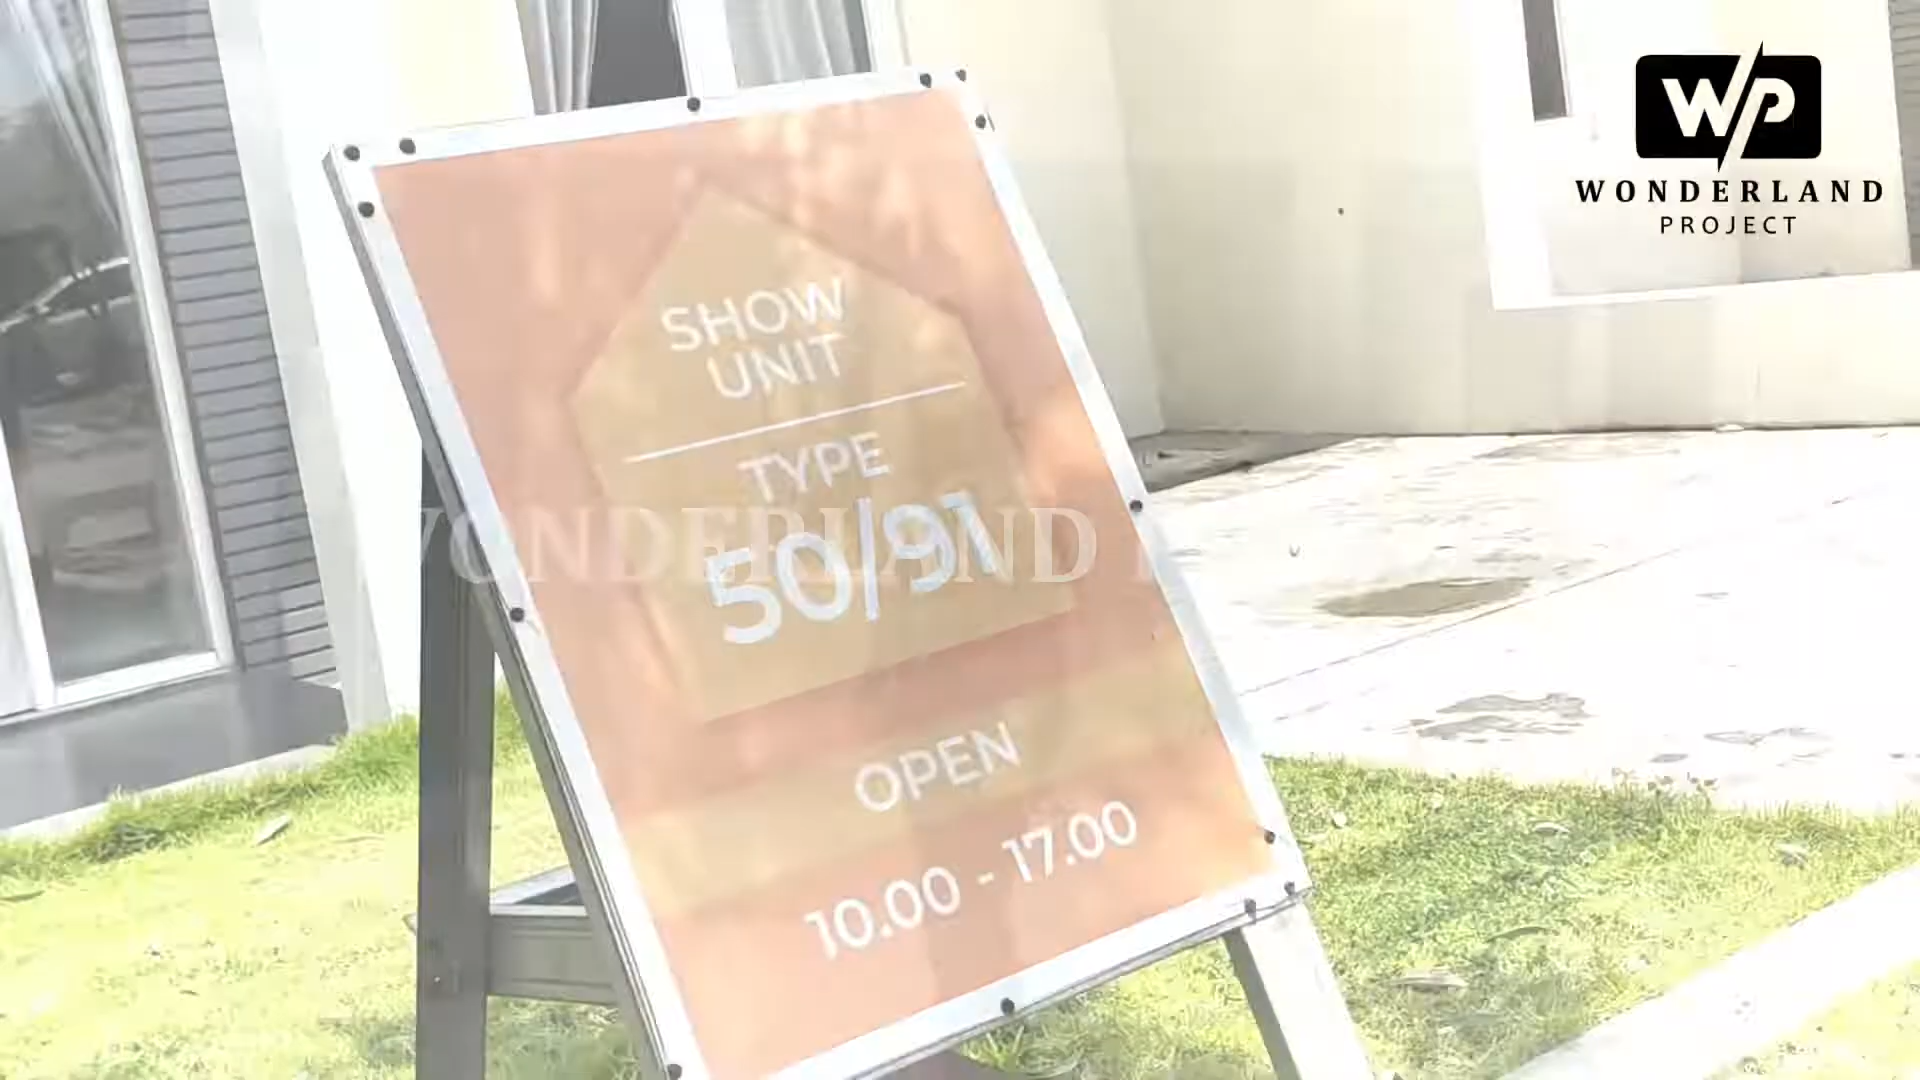 WP
WONDERLAND
PROJECT
SHOW
UNIT
TYPE
50/91
WONDERLAND
OPEN
10.00 - 17.00